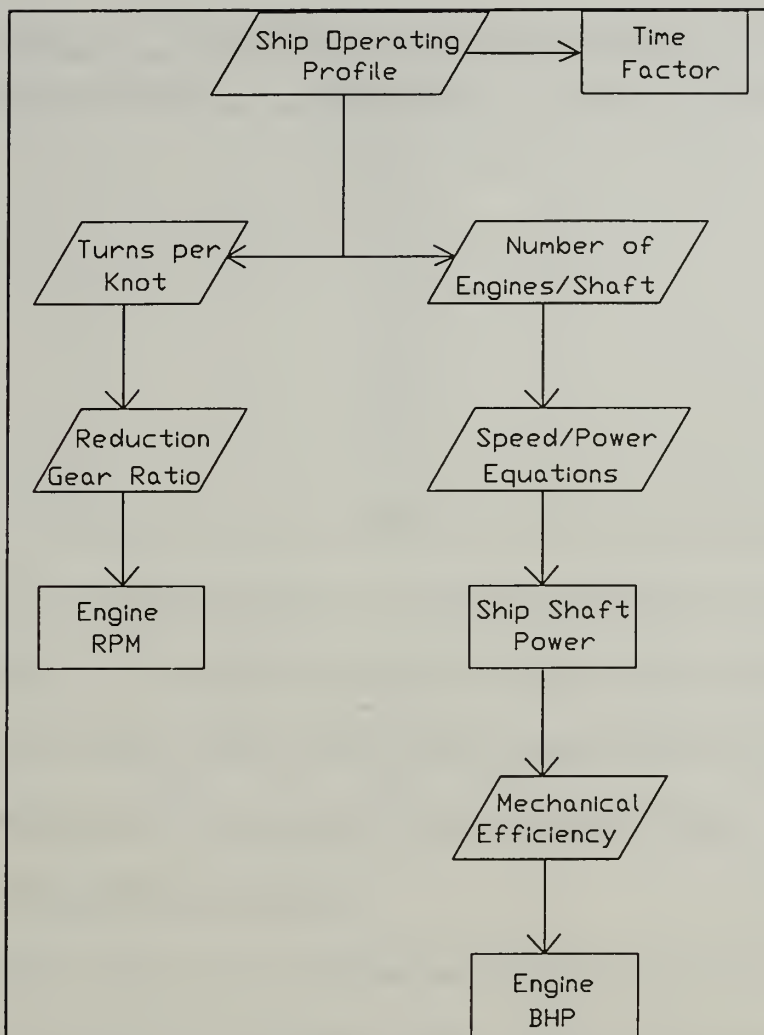 Ship Operating
Profile
Time
Factor
Turns per
Knot
Number of
Engines/Shaft
Reduction
Gear Ratio
Speed/Power
Equations
Engine
RPM
Ship Shaft
Power
Mechanical
Efficiency
Engine
BHP